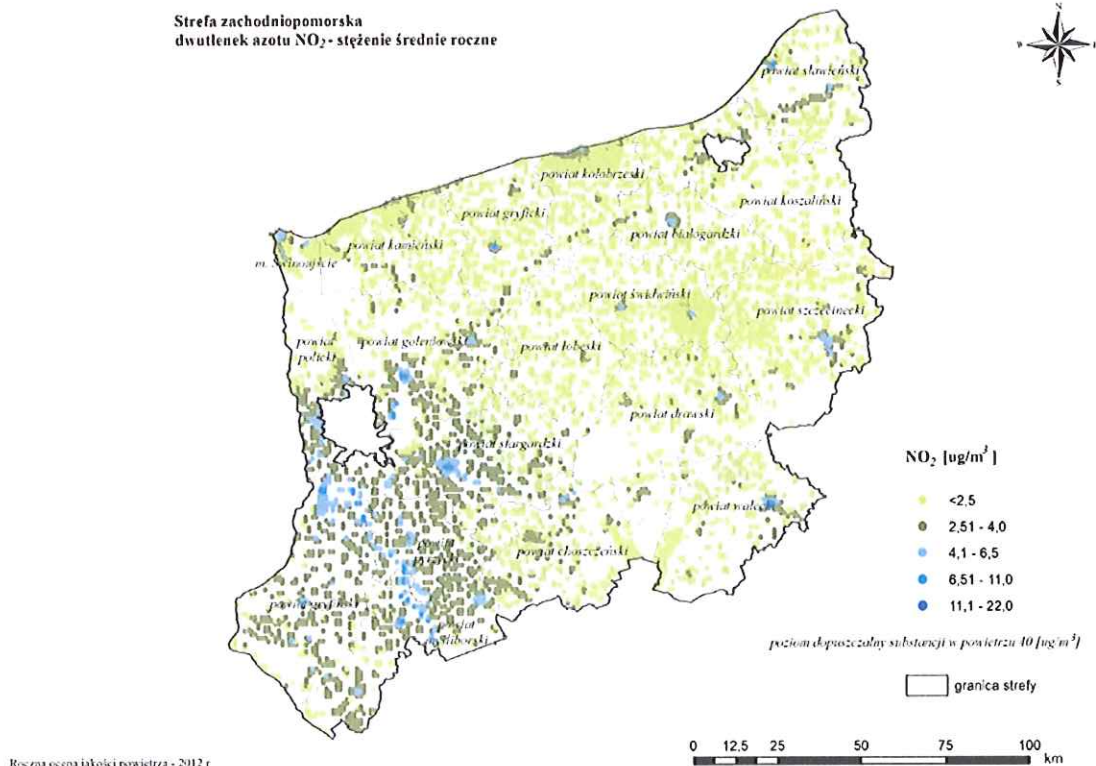 Strefa zachodniopomorska
dwutlenek azotu NO₂ - stężenie średnie roczne
N
E
S
powiat sławieński
powiat kołobrzeski
powiat koszaliński
powiat gryficki
powiat białogardzki
powiat kamieński
m. Świnoujście
powiat świdwiński
powiat szczecinecki
powiat policki
powiat goleniowski
powiat łobeski
powiat drawski
powiat stargardzki
powiat
powiat choszczeński
powiat
powiat gryfiński
powiat
myśliborski
NO₂ [ug/m³]
<2,5
2,51 - 4,0
4,1 - 6,5
6,51 - 11,0
11,1 - 22,0
poziom dopuszczalny substancji w powietrzu 40 [ug/m³]
granica strefy
0 12,5 25 50 75 100
km
Roczna ocena jakości powietrza - 2012 r